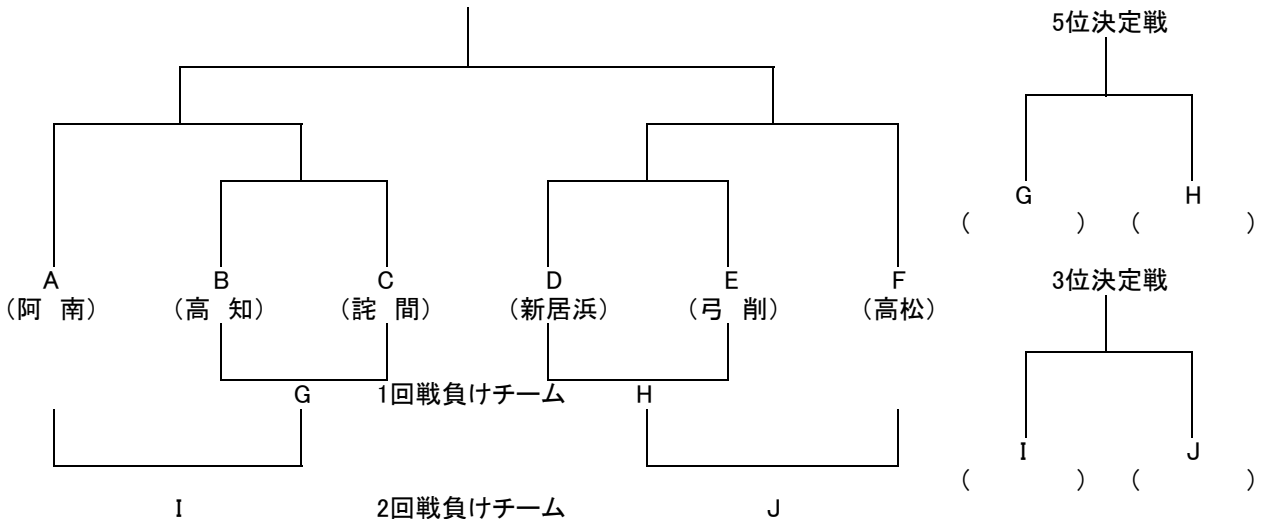 5位決定戦
G H
( ) ( )
A B C D E F
(阿 南) (高 知) (詫 間) (新居浜) (弓 削) (高松)
3位決定戦
G 1回戦負けチーム H
I J
( ) ( )
I 2回戦負けチーム J